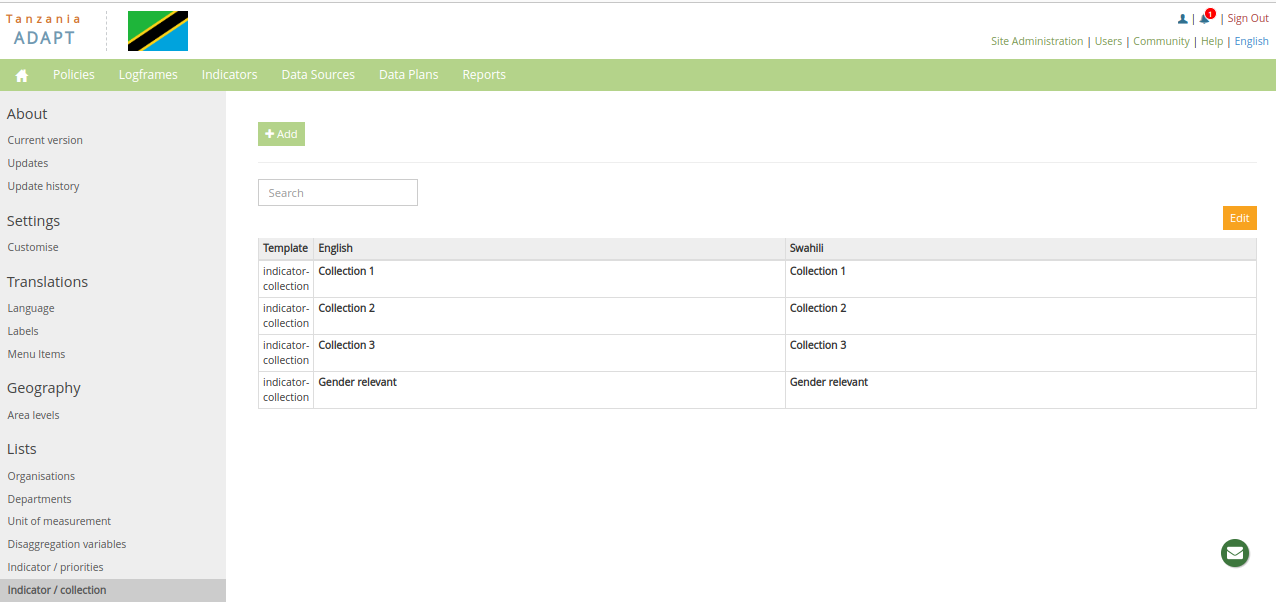 Tanzania
ADAPT
1
| | Sign Out
Site Administration | Users | Community | Help | English
Policies Logframes Indicators Data Sources Data Plans Reports
About
Current version
Updates
Update history
Settings
Customise
Translations
Language
Labels
Menu Items
Geography
Area levels
Lists
Organisations
Departments
Unit of measurement
Disaggregation variables
Indicator / priorities
Indicator / collection
+ Add
Search
Edit
Template English Swahili
indicator-collection Collection 1 Collection 1
indicator-collection Collection 2 Collection 2
indicator-collection Collection 3 Collection 3
indicator-collection Gender relevant Gender relevant